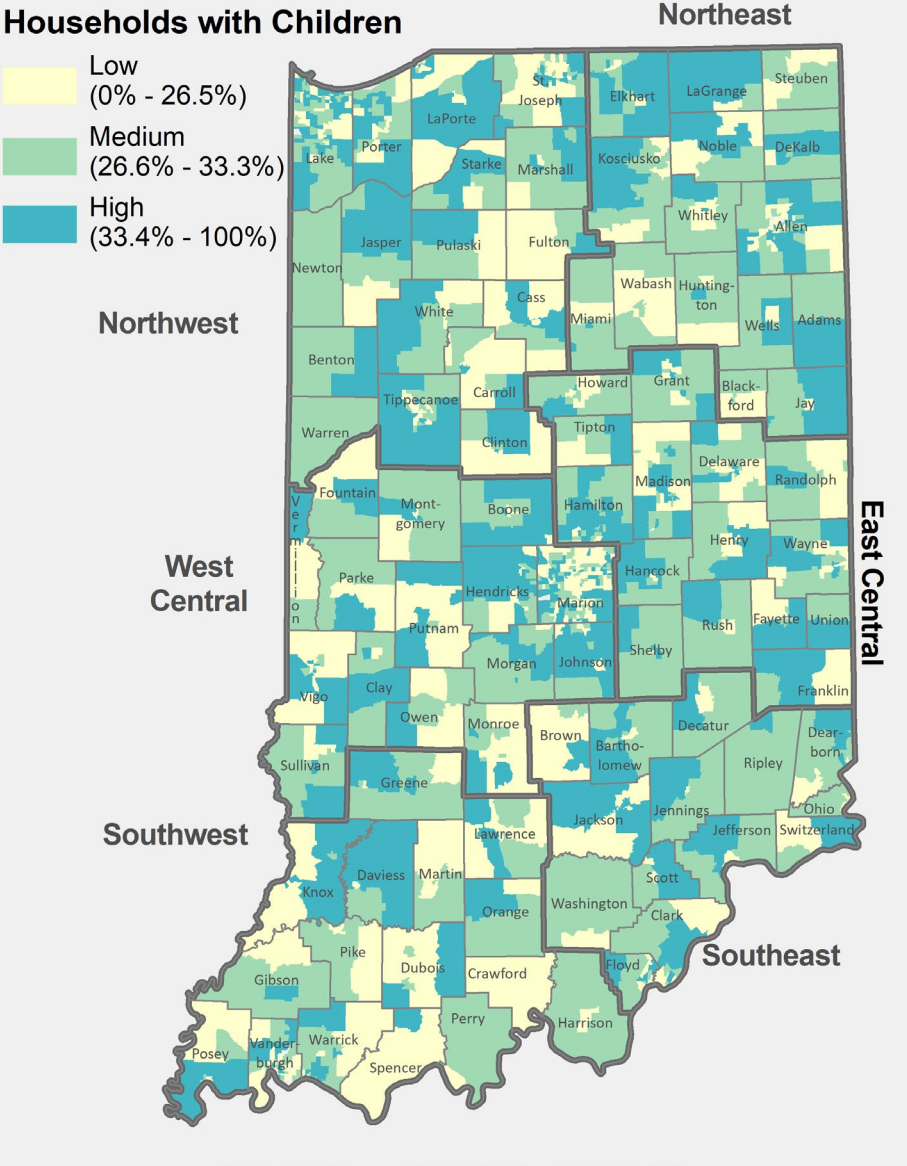 Households with Children
Low
(0% - 26.5%)
Medium
(26.6% - 33.3%)
High
(33.4% - 100%)
Northeast
Northwest
West
Central
East Central
Southwest
Southeast
St
Joseph
Elkhart
LaGrange
Steuben
LaPorte
Lake
Porter
Starke
Marshall
Kosciusko
Noble
DeKalb
Whitley
Allen
Newton
Jasper
Pulaski
Fulton
White
Cass
Miami
Wabash
Hunting-
ton
Wells
Adams
Benton
Carroll
Tippecanoe
Howard
Grant
Black-
ford
Jay
Warren
Clinton
Tipton
Madison
Delaware
Randolph
Vermillion
Fountain
Mont-
gomery
Boone
Hamilton
Henry
Wayne
Parke
Hendricks
Marion
Hancock
Putnam
Rush
Fayette
Union
Morgan
Johnson
Shelby
Vigo
Clay
Franklin
Owen
Monroe
Brown
Bartho-
lomew
Decatur
Dear-
born
Sullivan
Greene
Ripley
Ohio
Jackson
Jennings
Jefferson
Switzerland
Lawrence
Knox
Daviess
Martin
Scott
Orange
Washington
Clark
Pike
Dubois
Crawford
Floyd
Gibson
Harrison
Perry
Posey
Vander-
burgh
Warrick
Spencer